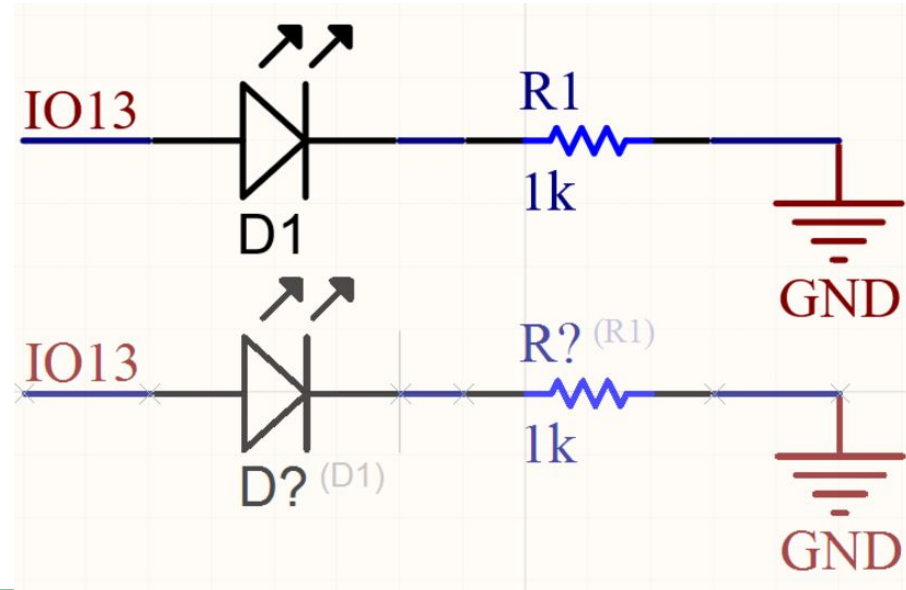 IO13
R1
1k
D1
GND
IO13
R? (R1)
1k
D? (D1)
GND